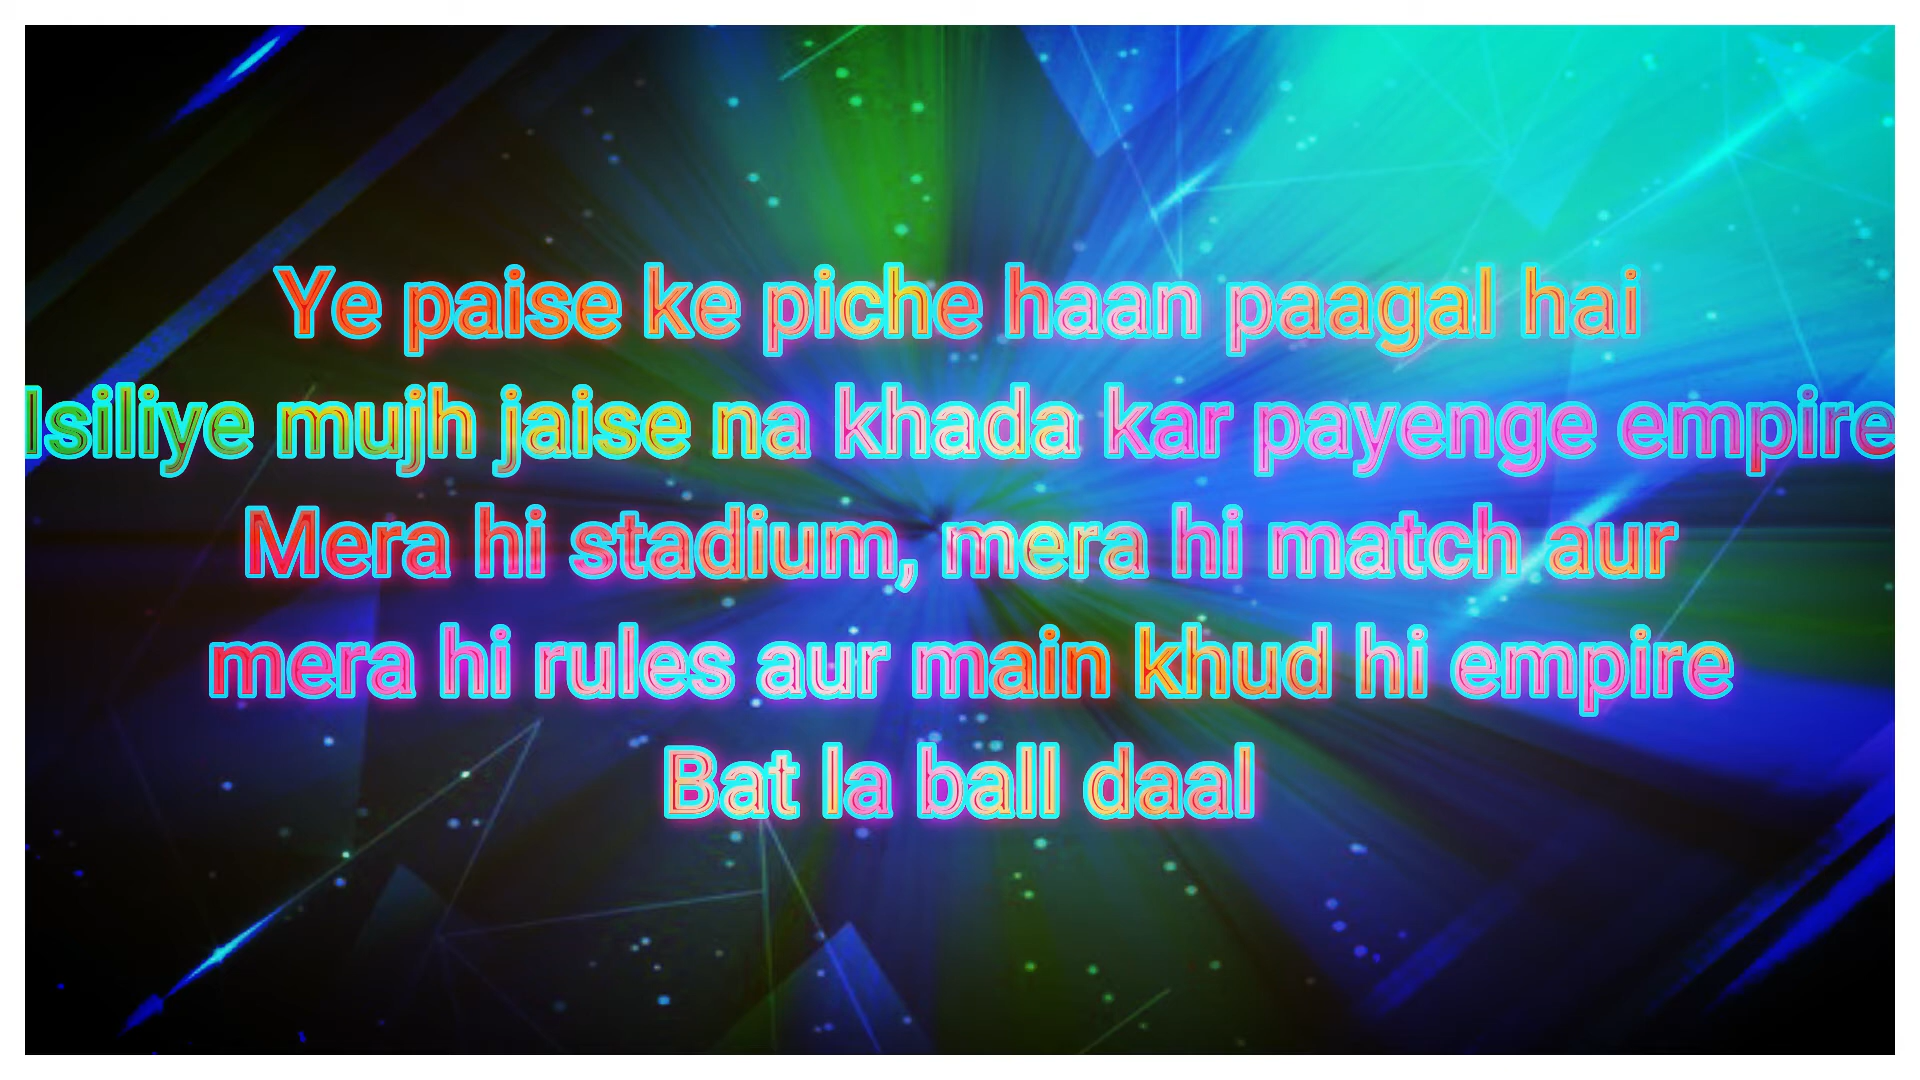 Ye paise ke piche haan paagal hai
Isiliye mujh jaise na khada kar payenge empire
Mera hi stadium, mera hi match aur
mera hi rules aur main khud hi empire
Bat la ball daal